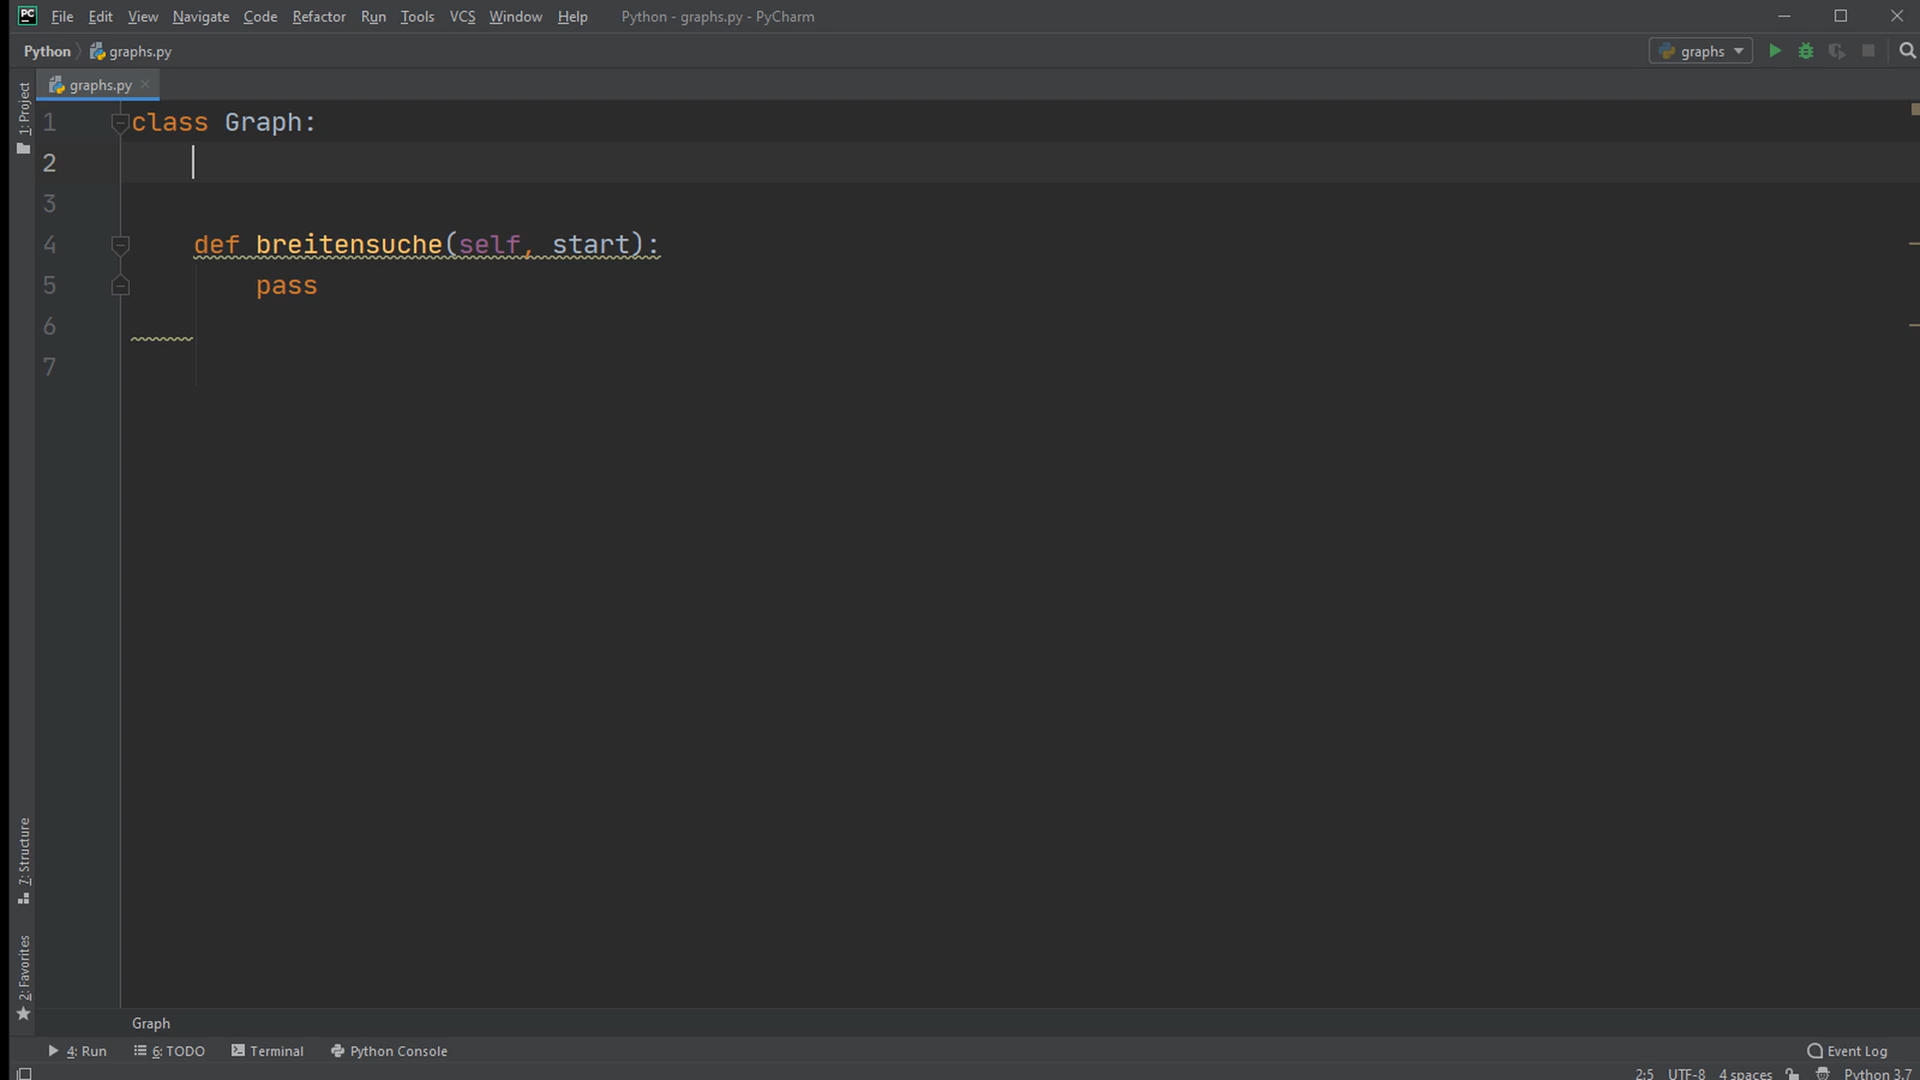 PC File Edit View Navigate Code Refactor Run Tools VCS Window Help Python - graphs.py - PyCharm
Python graphs.py graphs
graphs.py
1: Project
1 class Graph:
2
3
4 def breitensuche(self, start):
5 pass
6
7
7: Structure
2: Favorites
Graph
4: Run 6: TODO Terminal Python Console Event Log
2:5 UTF-8 4 spaces Python 3.7